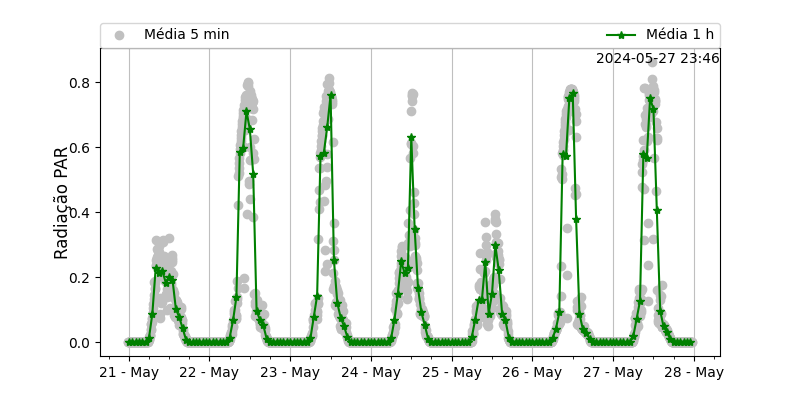 Média 5 min
Média 1 h
2024-05-27 23:46
Radiação PAR
0.8
0.6
0.4
0.2
0.0
21 - May
22 - May
23 - May
24 - May
25 - May
26 - May
27 - May
28 - May